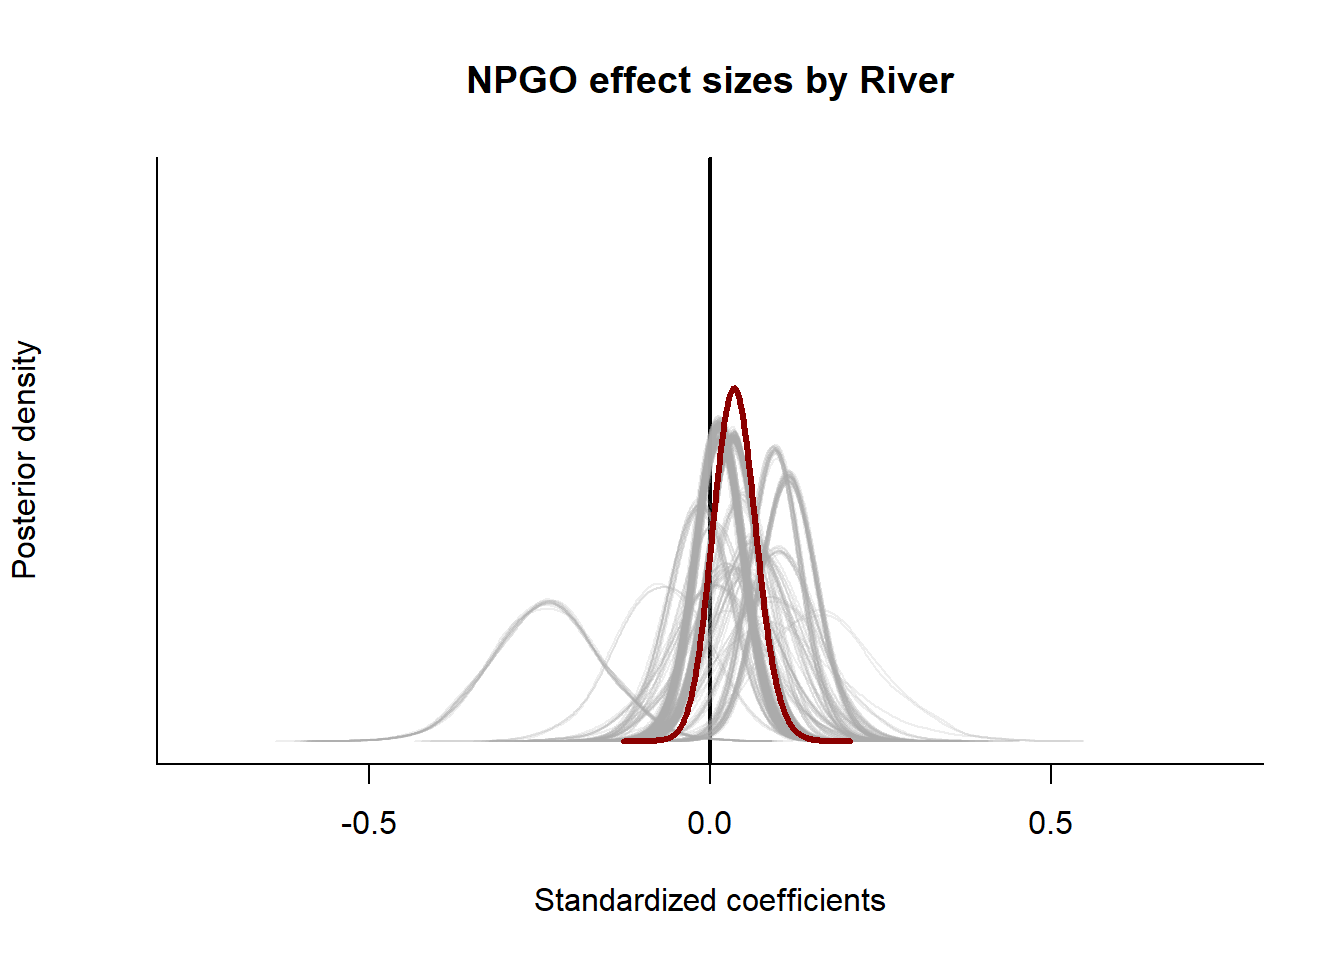 NPGO effect sizes by River
Posterior density
-0.5
0.0
0.5
Standardized coefficients